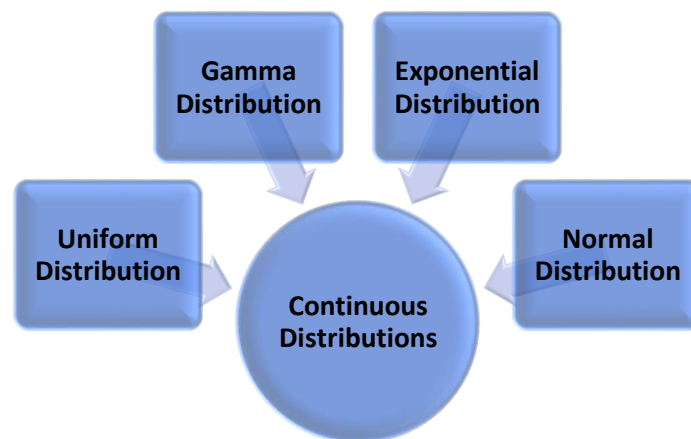 Gamma
Distribution
Exponential
Distribution
Uniform
Distribution
Normal
Distribution
Continuous
Distributions